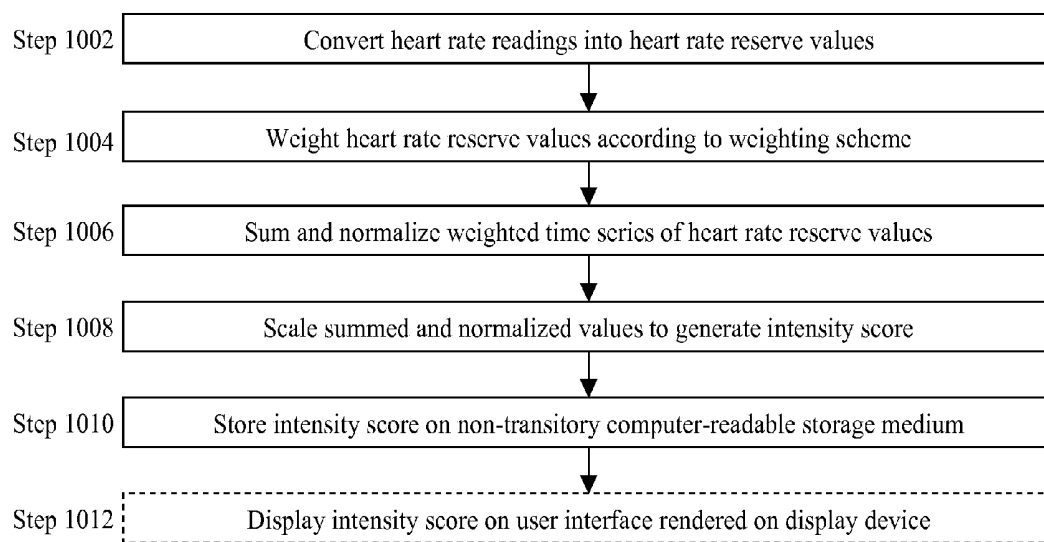 Step 1002 Convert heart rate readings into heart rate reserve values
Step 1004 Weight heart rate reserve values according to weighting scheme
Step 1006 Sum and normalize weighted time series of heart rate reserve values
Step 1008 Scale summed and normalized values to generate intensity score
Step 1010 Store intensity score on non-transitory computer-readable storage medium
Step 1012 Display intensity score on user interface rendered on display device